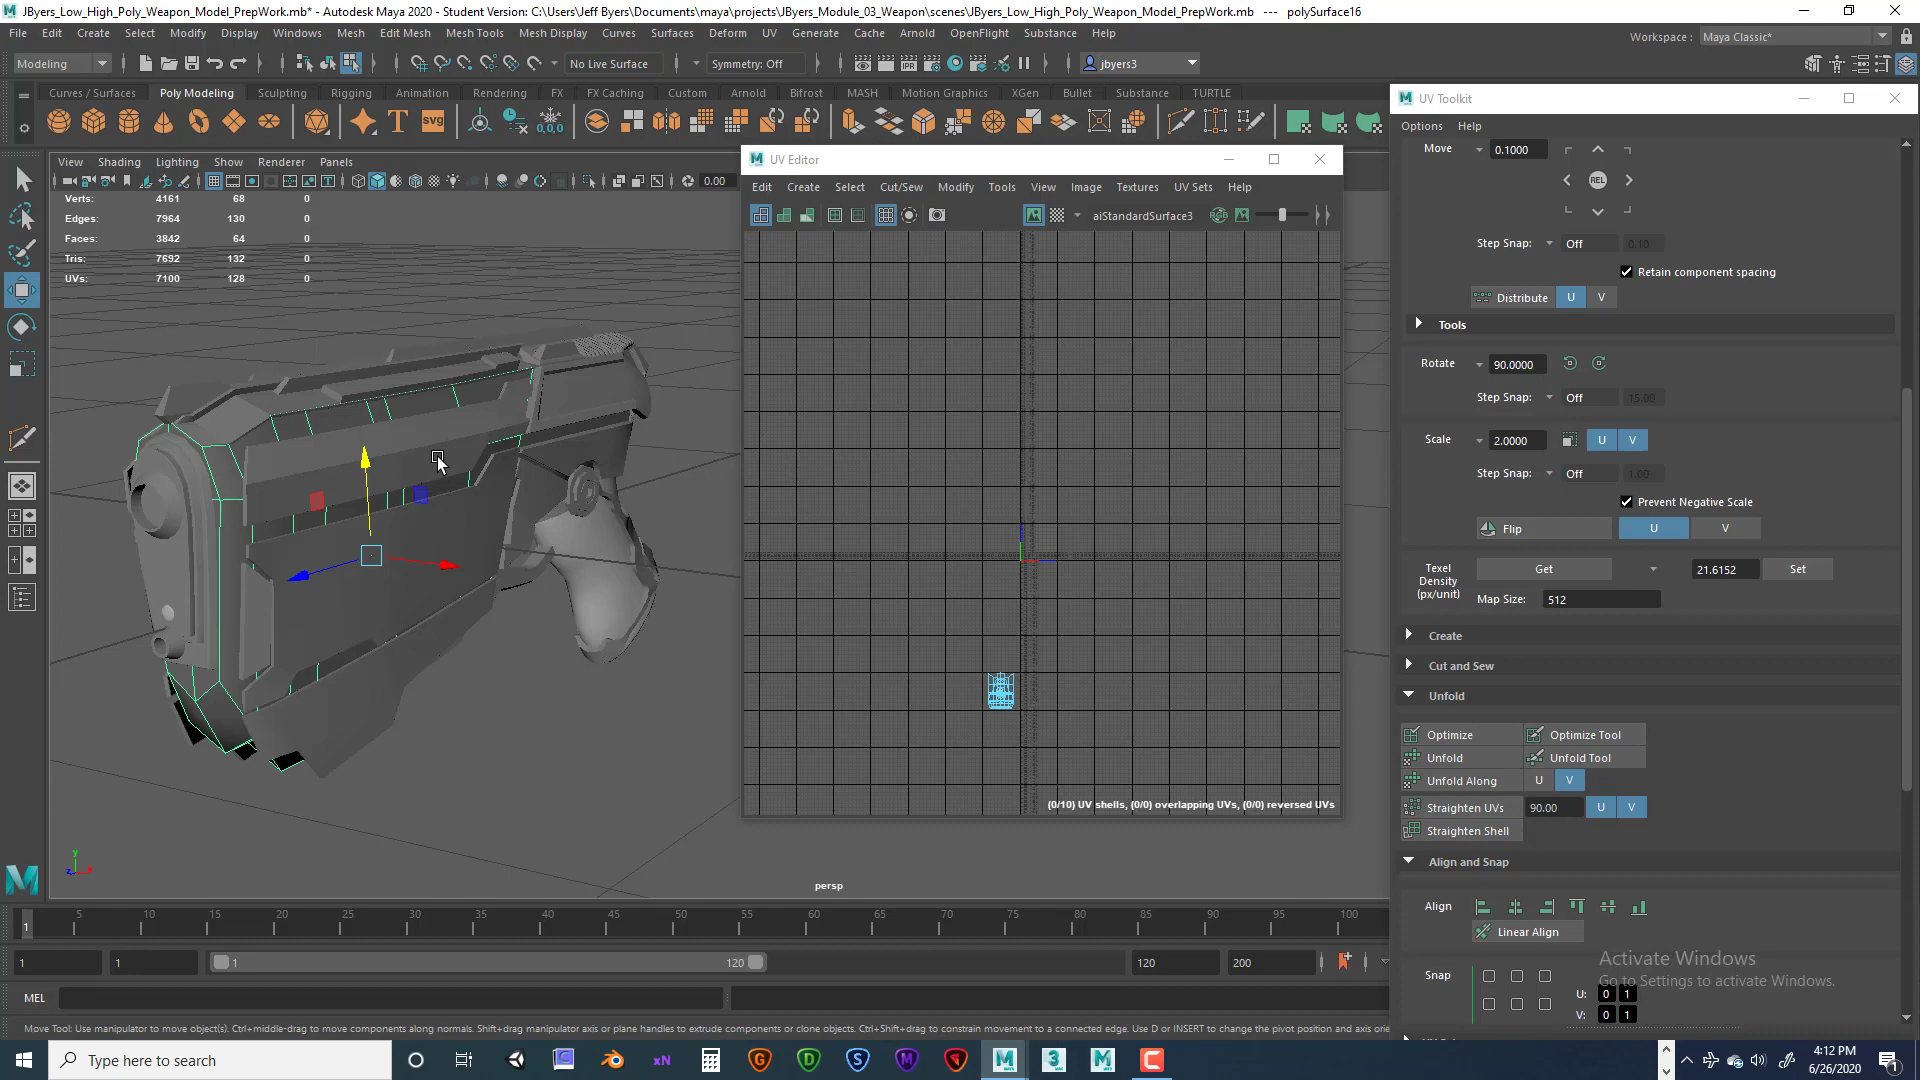 JByers_Low_High_Poly_Weapon_Model_PrepWork.mb* - Autodesk Maya 2020 - Student Version: C:\Users\Jeff Byers\Documents\maya\projects\JByers_Module_03_Weapon\scenes\JByers_Low_High_Poly_Weapon_Model_PrepWork.mb --- polySurface16
File Edit Create Select Modify Display Windows Mesh Edit Mesh Mesh Tools Mesh Display Curves Surfaces Deform UV Generate Cache Arnold OpenFlight Substance Help
Workspace : Maya Classic*
Modeling No Live Surface Symmetry: Off jbyers3
Curves / Surfaces Poly Modeling Sculpting Rigging Animation Rendering FX FX Caching Custom Arnold Bifrost MASH Motion Graphics XGen Bullet Substance TURTLE
UV Toolkit
Options Help
View Shading Lighting Show Renderer Panels
0.00
Verts: 4161 68 0
Edges: 7964 130 0
Faces: 3842 64 0
Tris: 7692 132 0
UVs: 7100 128 0
UV Editor
Edit Create Select Cut/Sew Modify Tools View Image Textures UV Sets Help
aiStandardSurface3
(0/10) UV shells, (0/0) overlapping UVs, (0/0) reversed UVs
persp
Move 0.1000
REL
Step Snap: Off 0.10
Retain component spacing
Distribute U V
Tools
Rotate 90.0000
Step Snap: Off 15.00
Scale 2.0000 U V
Step Snap: Off 1.00
Prevent Negative Scale
Flip U V
Texel Density (px/unit) Get 21.6152 Set
Map Size: 512
Create
Cut and Sew
Unfold
Optimize Optimize Tool
Unfold Unfold Tool
Unfold Along U V
Straighten UVs 90.00 U V
Straighten Shell
Align and Snap
Align
Linear Align
Snap
U: 0 1
V: 0 1
Activate Windows
Go to Settings to activate Windows.
1 5 10 15 20 25 30 35 40 45 50 55 60 65 70 75 80 85 90 95 100
1 1 1 120 120 200
MEL
Move Tool: Use manipulator to move object(s). Ctrl+middle-drag to move components along normals. Shift+drag manipulator axis or plane handles to extrude components or clone objects. Ctrl+Shift+drag to constrain movement to a connected edge. Use D or INSERT to change the pivot position and axis orie
Type here to search
4:12 PM
6/26/2020